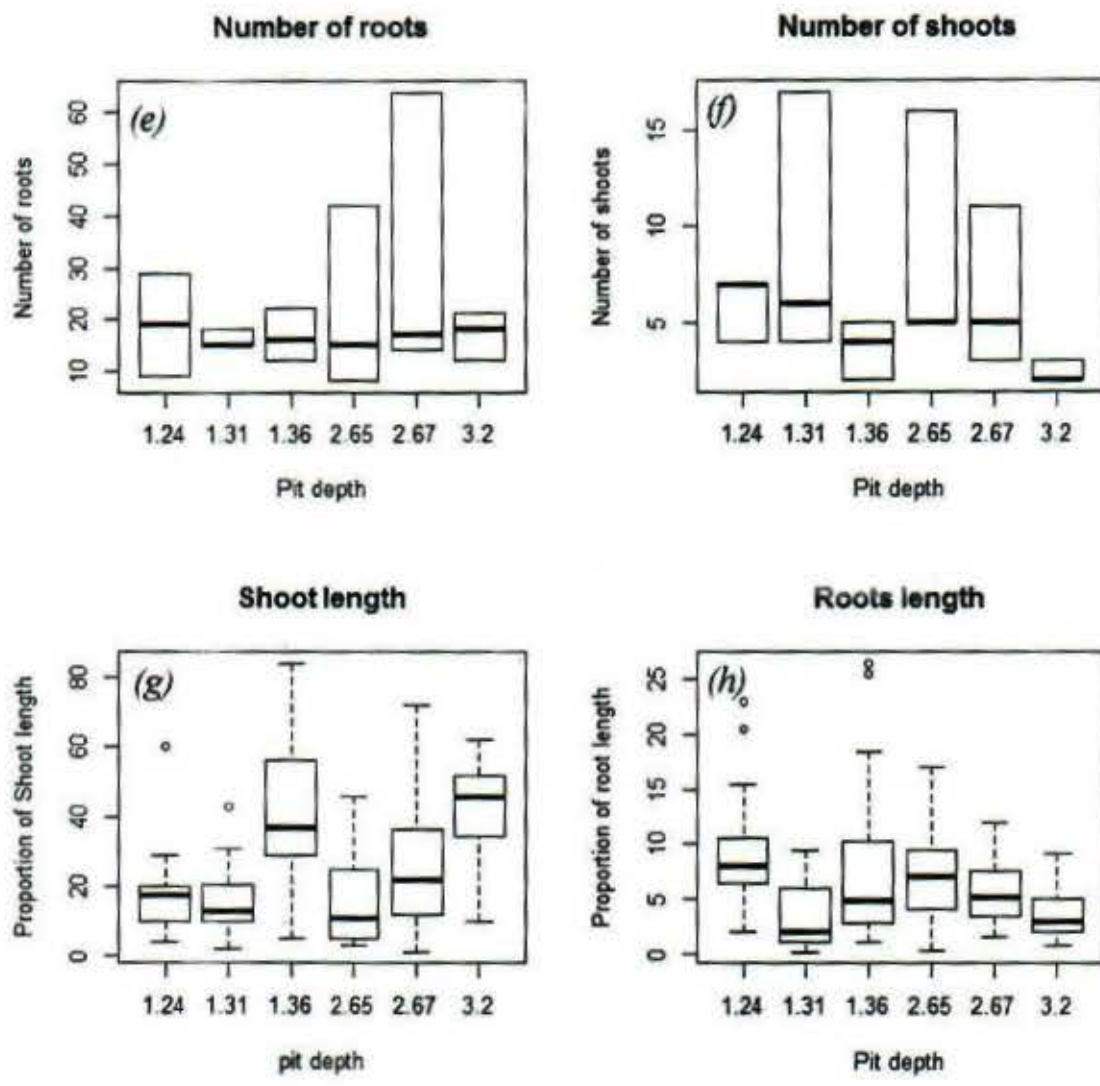 Number of roots
(e)
Number of roots
60
50
40
30
20
10
1.24 1.31 1.36 2.65 2.67 3.2
Pit depth
Number of shoots
(f)
Number of shoots
15
10
5
1.24 1.31 1.36 2.65 2.67 3.2
Pit depth
Shoot length
(g)
Proportion of Shoot length
80
60
40
20
0
1.24 1.31 1.36 2.65 2.67 3.2
pit depth
Roots length
(h)
Proportion of root length
25
20
15
10
5
0
1.24 1.31 1.36 2.65 2.67 3.2
Pit depth